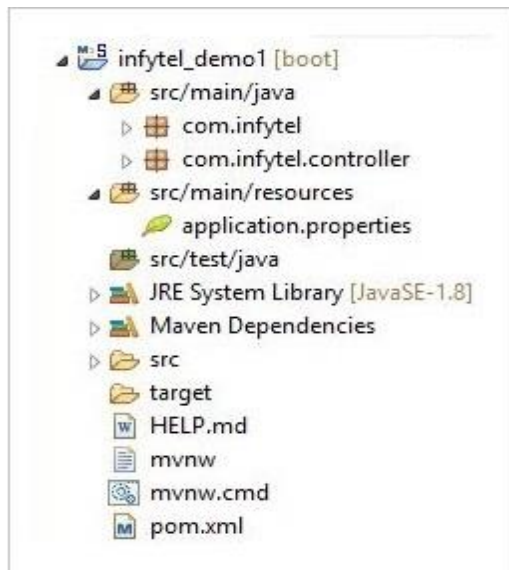 infytel_demo1 [boot]
src/main/java
com.infytel
com.infytel.controller
src/main/resources
application.properties
src/test/java
JRE System Library [JavaSE-1.8]
Maven Dependencies
src
target
HELP.md
mvnw
mvnw.cmd
pom.xml